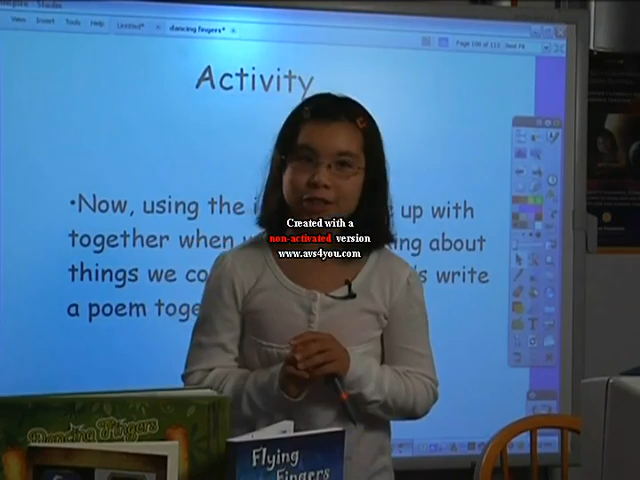 View Insert Tools Help
Untitled* dancing fingers*
Activity
•Now, using the up with
together when ing about
things we co 's write
a poem toge
Created with a
non-activated version
www.avs4you.com
Dancing Fingers
Flying
Fingers